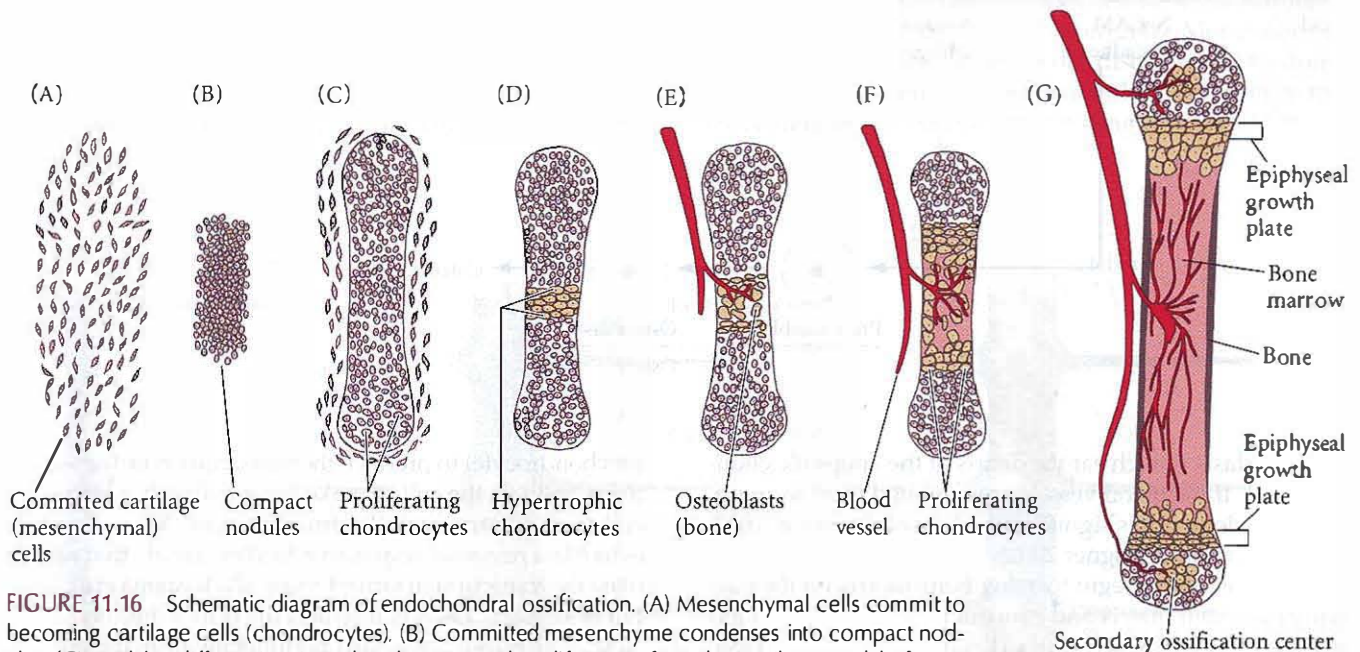 (A)
(B)
(C)
(D)
(E)
(F)
(G)
Epiphyseal
growth
plate
Bone
marrow
Bone
Epiphyseal
growth
plate
Committed cartilage
(mesenchymal)
cells
Compact
nodules
Proliferating
chondrocytes
Hypertrophic
chondrocytes
Osteoblasts
(bone)
Blood
vessel
Proliferating
chondrocytes
Secondary ossification center
FIGURE 11.16 Schematic diagram of endochondral ossification. (A) Mesenchymal cells commit to
becoming cartilage cells (chondrocytes). (B) Committed mesenchyme condenses into compact nod-